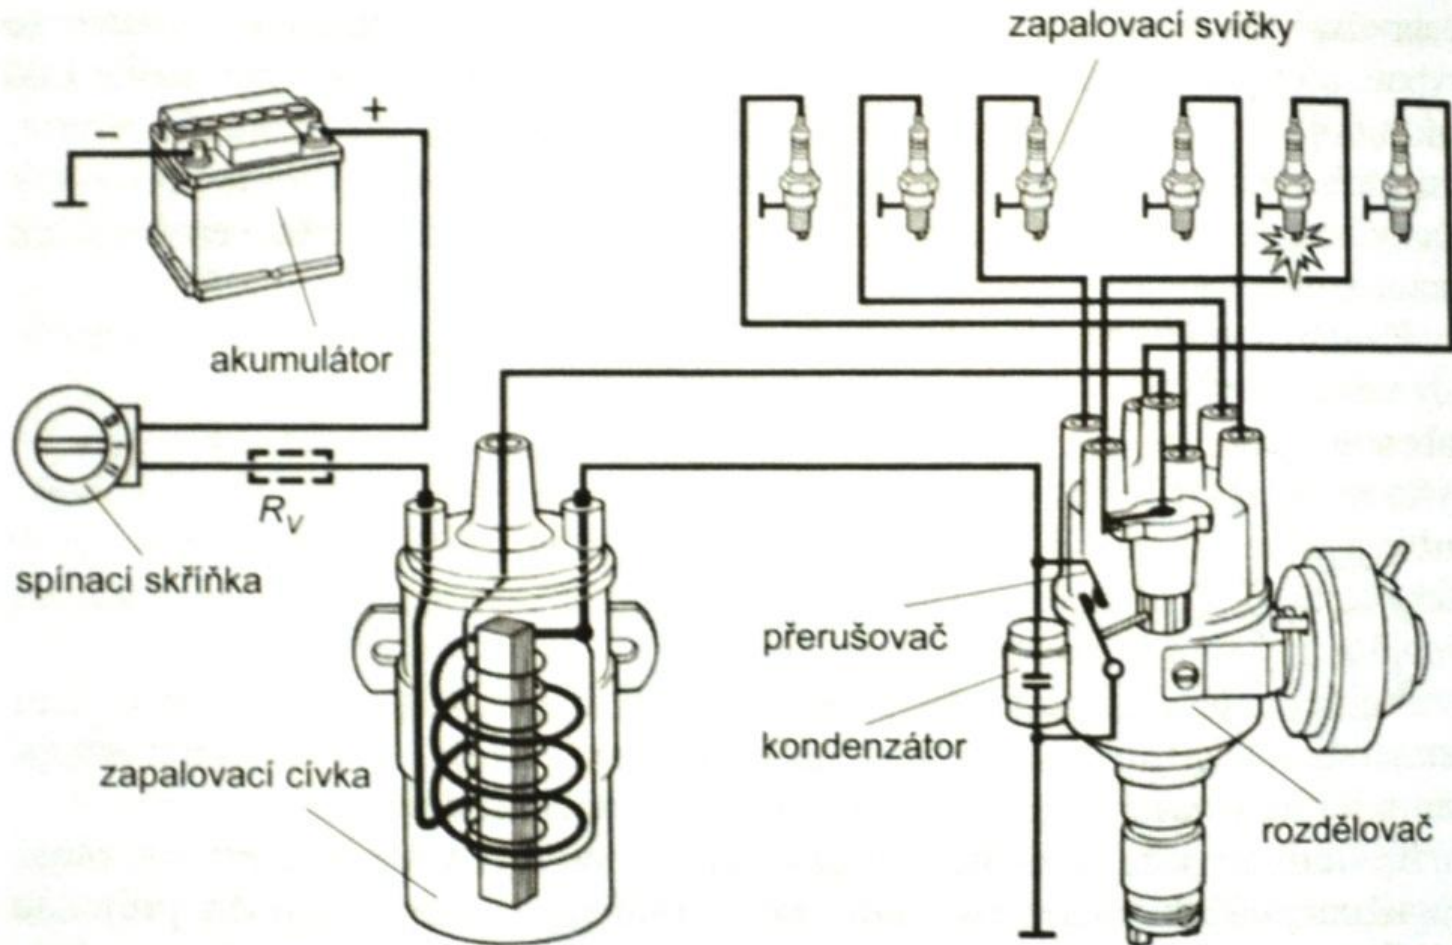 zapalovací svíčky
−
+
akumulátor
R_V
spínací skříňka
přerušovač
kondenzátor
zapalovací cívka
rozdělovač